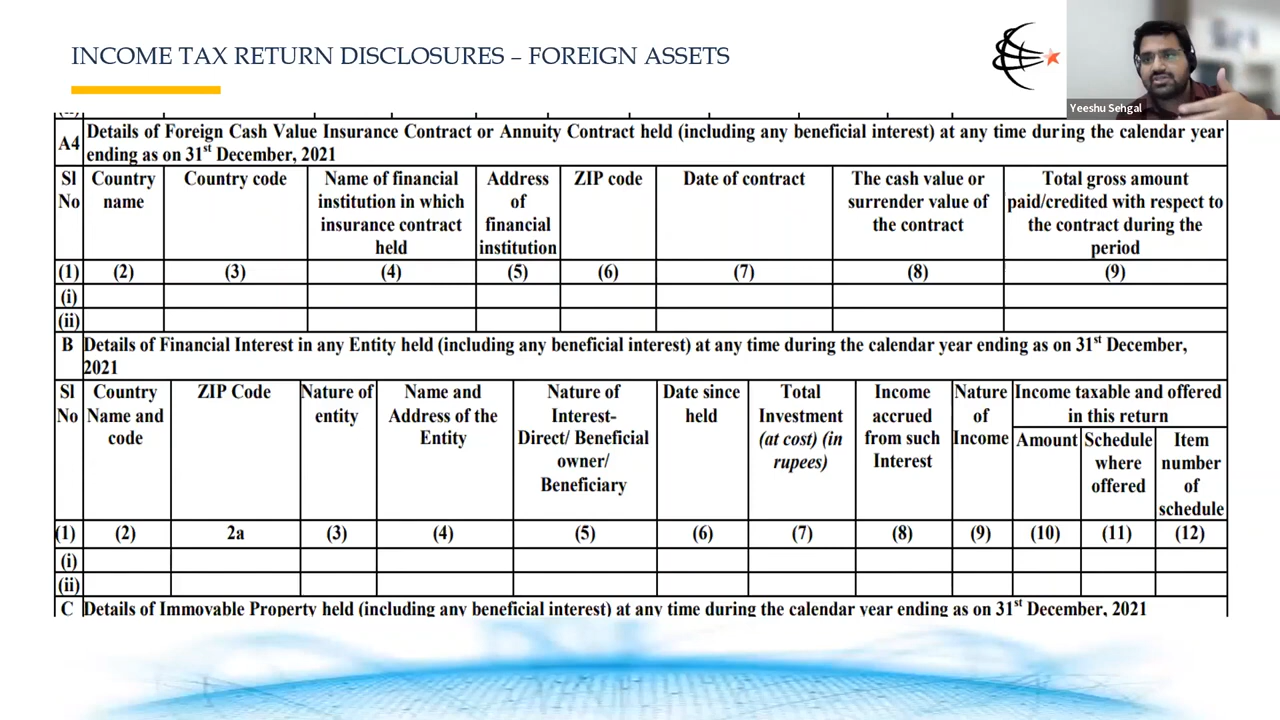 INCOME TAX RETURN DISCLOSURES – FOREIGN ASSETS
Yeeshu Sehgal
A4 Details of Foreign Cash Value Insurance Contract or Annuity Contract held (including any beneficial interest) at any time during the calendar year
ending as on 31st December, 2021
Sl No
Country name
Country code
Name of financial institution in which insurance contract held
Address of financial institution
ZIP code
Date of contract
The cash value or surrender value of the contract
Total gross amount paid/credited with respect to the contract during the period
(1) (2) (3) (4) (5) (6) (7) (8) (9)
(i)
(ii)
B Details of Financial Interest in any Entity held (including any beneficial interest) at any time during the calendar year ending as on 31st December,
2021
Sl No
Country Name and code
ZIP Code
Nature of entity
Name and Address of the Entity
Nature of Interest- Direct/ Beneficial owner/ Beneficiary
Date since held
Total Investment (at cost) (in rupees)
Income accrued from such Interest
Nature of Income
Income taxable and offered in this return
Amount
Schedule where offered
Item number of schedule
(1) (2) 2a (3) (4) (5) (6) (7) (8) (9) (10) (11) (12)
(i)
(ii)
C Details of Immovable Property held (including any beneficial interest) at any time during the calendar year ending as on 31st December, 2021